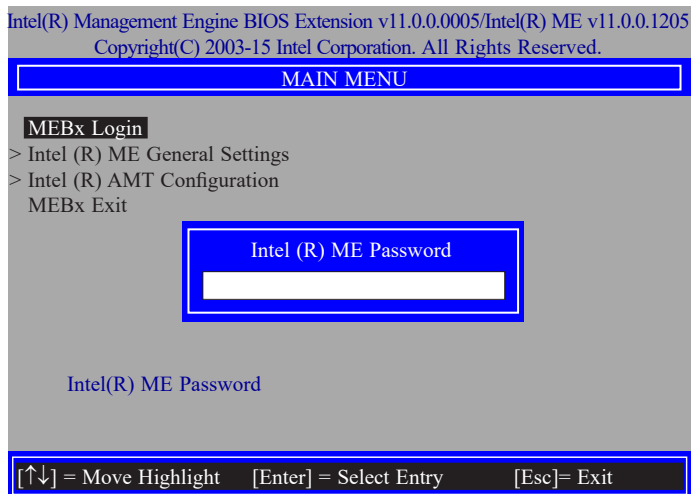 Intel(R) Management Engine BIOS Extension v11.0.0.0005/Intel(R) ME v11.0.0.1205
Copyright(C) 2003-15 Intel Corporation. All Rights Reserved.
MAIN MENU
MEBx Login
> Intel (R) ME General Settings
> Intel (R) AMT Configuration
MEBx Exit
Intel (R) ME Password
Intel(R) ME Password
[↑↓] = Move Highlight [Enter] = Select Entry [Esc]= Exit